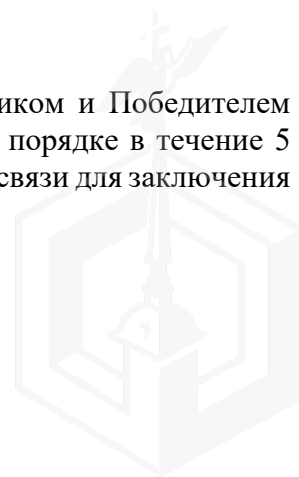 иком и Победителем
порядке в течение 5
связи для заключения